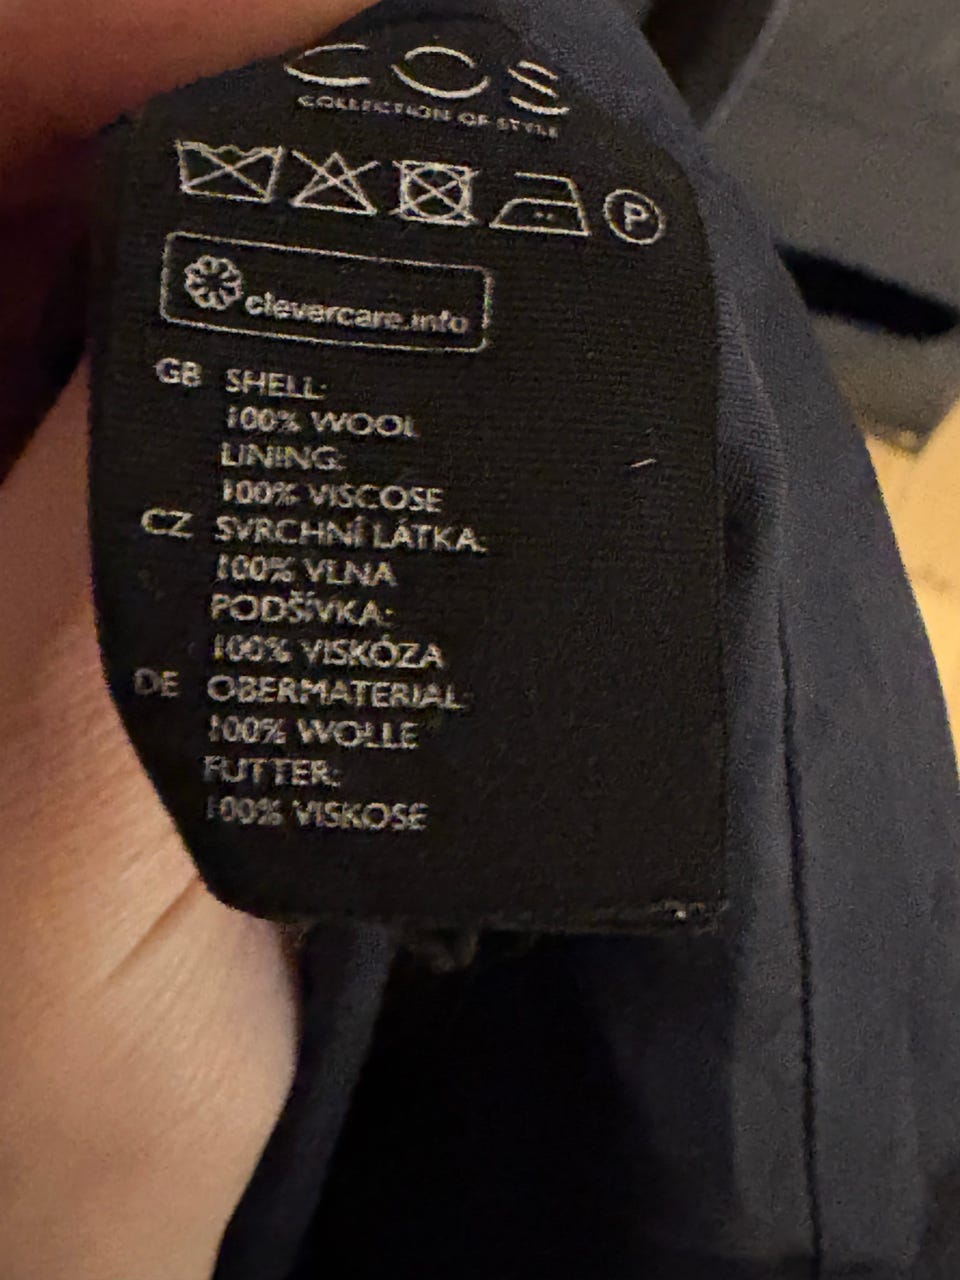 COS
COLLECTION OF STYLE
P
clevercare.info
GB SHELL:
100% WOOL
LINING:
100% VISCOSE
CZ SVRCHNÍ LÁTKA:
100% VLNA
PODŠÍVKA:
100% VISKÓZA
DE OBERMATERIAL:
100% WOLLE
FUTTER:
100% VISKOSE